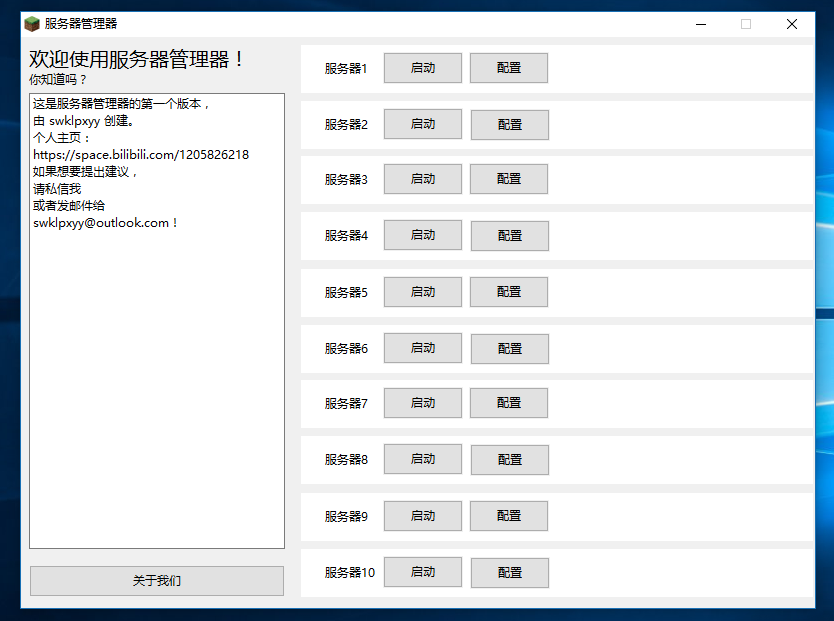 服务器管理器
欢迎使用服务器管理器！
你知道吗？
这是服务器管理器的第一个版本，
由 swklpxyy 创建。
个人主页：
https://space.bilibili.com/1205826218
如果想要提出建议，
请私信我
或者发邮件给
swklpxyy@outlook.com！
关于我们
服务器1 启动 配置
服务器2 启动 配置
服务器3 启动 配置
服务器4 启动 配置
服务器5 启动 配置
服务器6 启动 配置
服务器7 启动 配置
服务器8 启动 配置
服务器9 启动 配置
服务器10 启动 配置